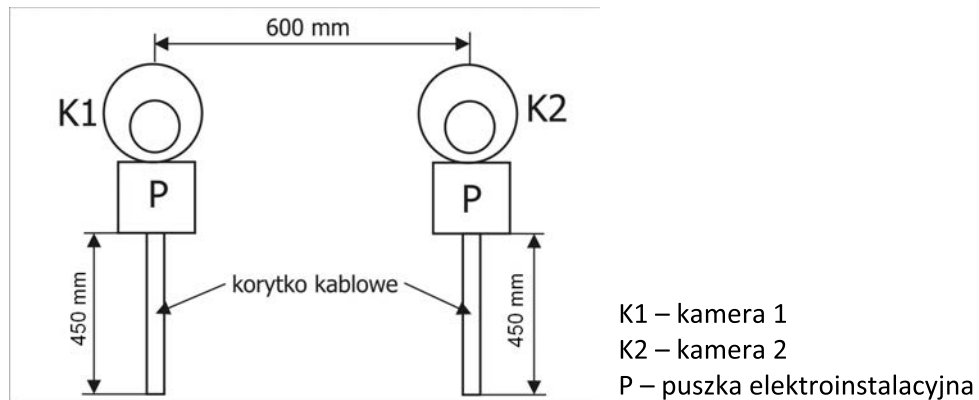 600 mm
K1
K2
P
P
450 mm
korytko kablowe
450 mm
K1 – kamera 1
K2 – kamera 2
P – puszka elektroinstalacyjna